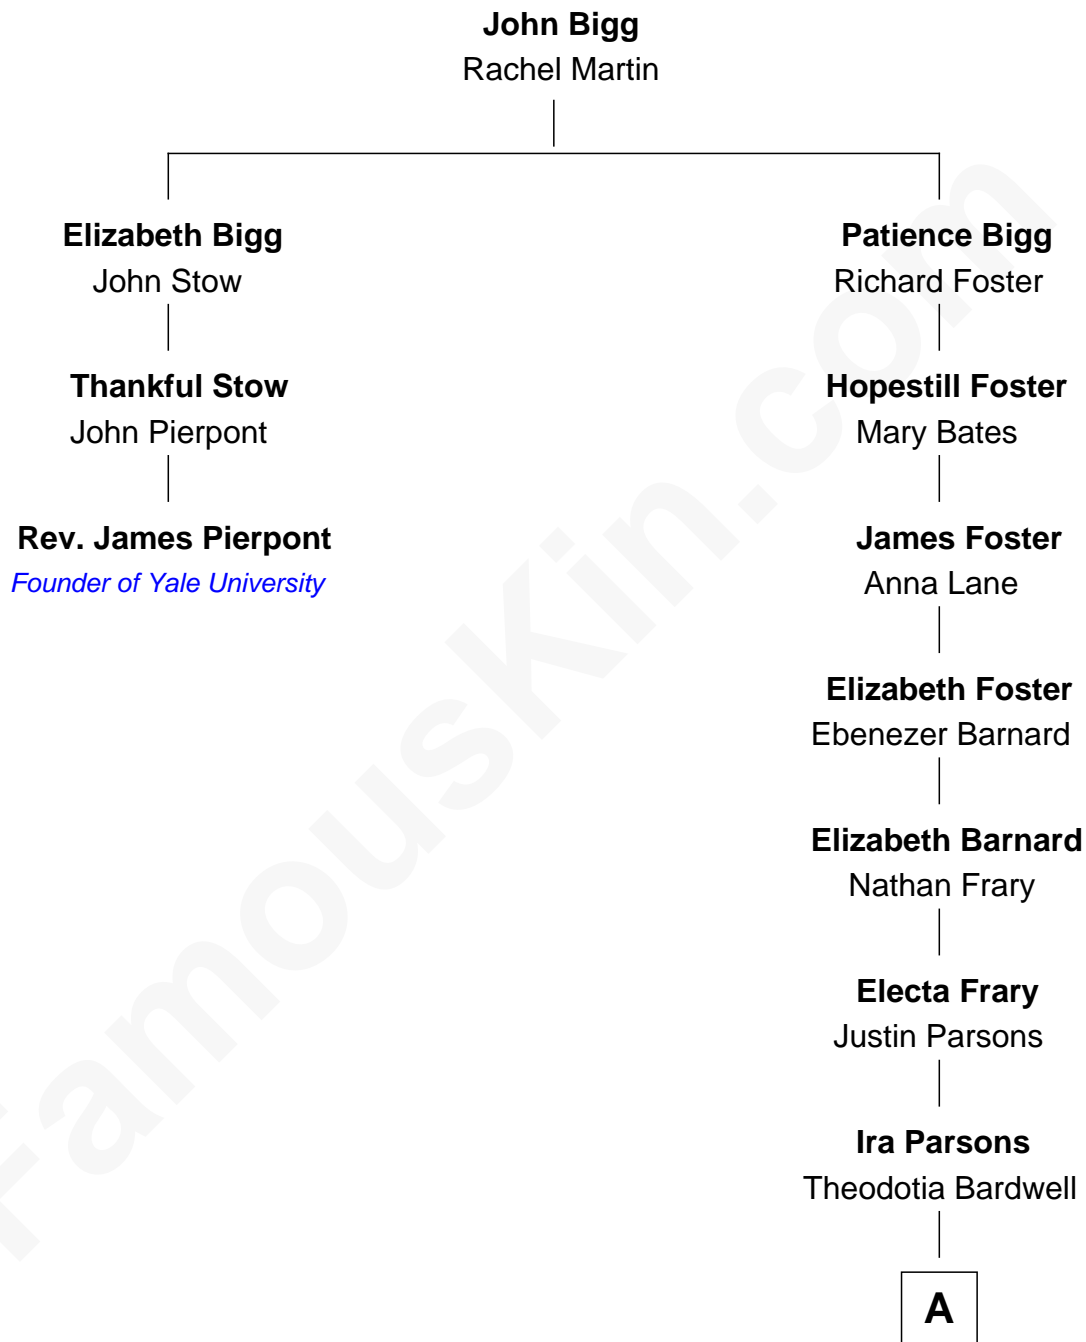 John Bigg
Rachel Martin
Elizabeth Bigg
John Stow
Patience Bigg
Richard Foster
Thankful Stow
John Pierpont
Hopestill Foster
Mary Bates
Rev. James Pierpont
Founder of Yale University
James Foster
Anna Lane
Elizabeth Foster
Ebenezer Barnard
Elizabeth Barnard
Nathan Frary
Electa Frary
Justin Parsons
Ira Parsons
Theodotia Bardwell
A
FamousKin.com